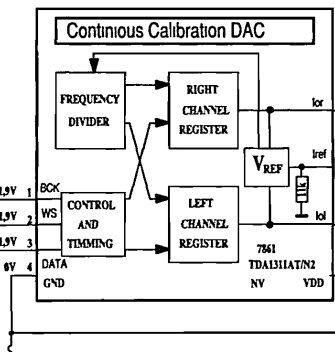 Continious Calibration DAC
Ior
FREQUENCY
DIVIDER
RIGHT
CHANNEL
REGISTER
Iref
VREF
1k
1,9V 1 BCK
1,9V 2 WS
1,9V 3
0V 4 DATA
GND
CONTROL
AND
TIMMING
LEFT
CHANNEL
REGISTER
Iol
7861
TDA1311AT/N2
NV VDD